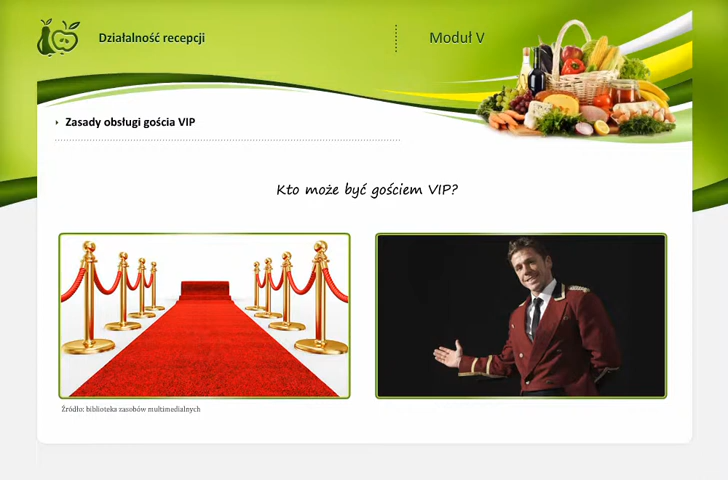 Działalność recepcji
Moduł V
Zasady obsługi gościa VIP
Kto może być gościem VIP?
Źródło: biblioteka zasobów multimedialnych